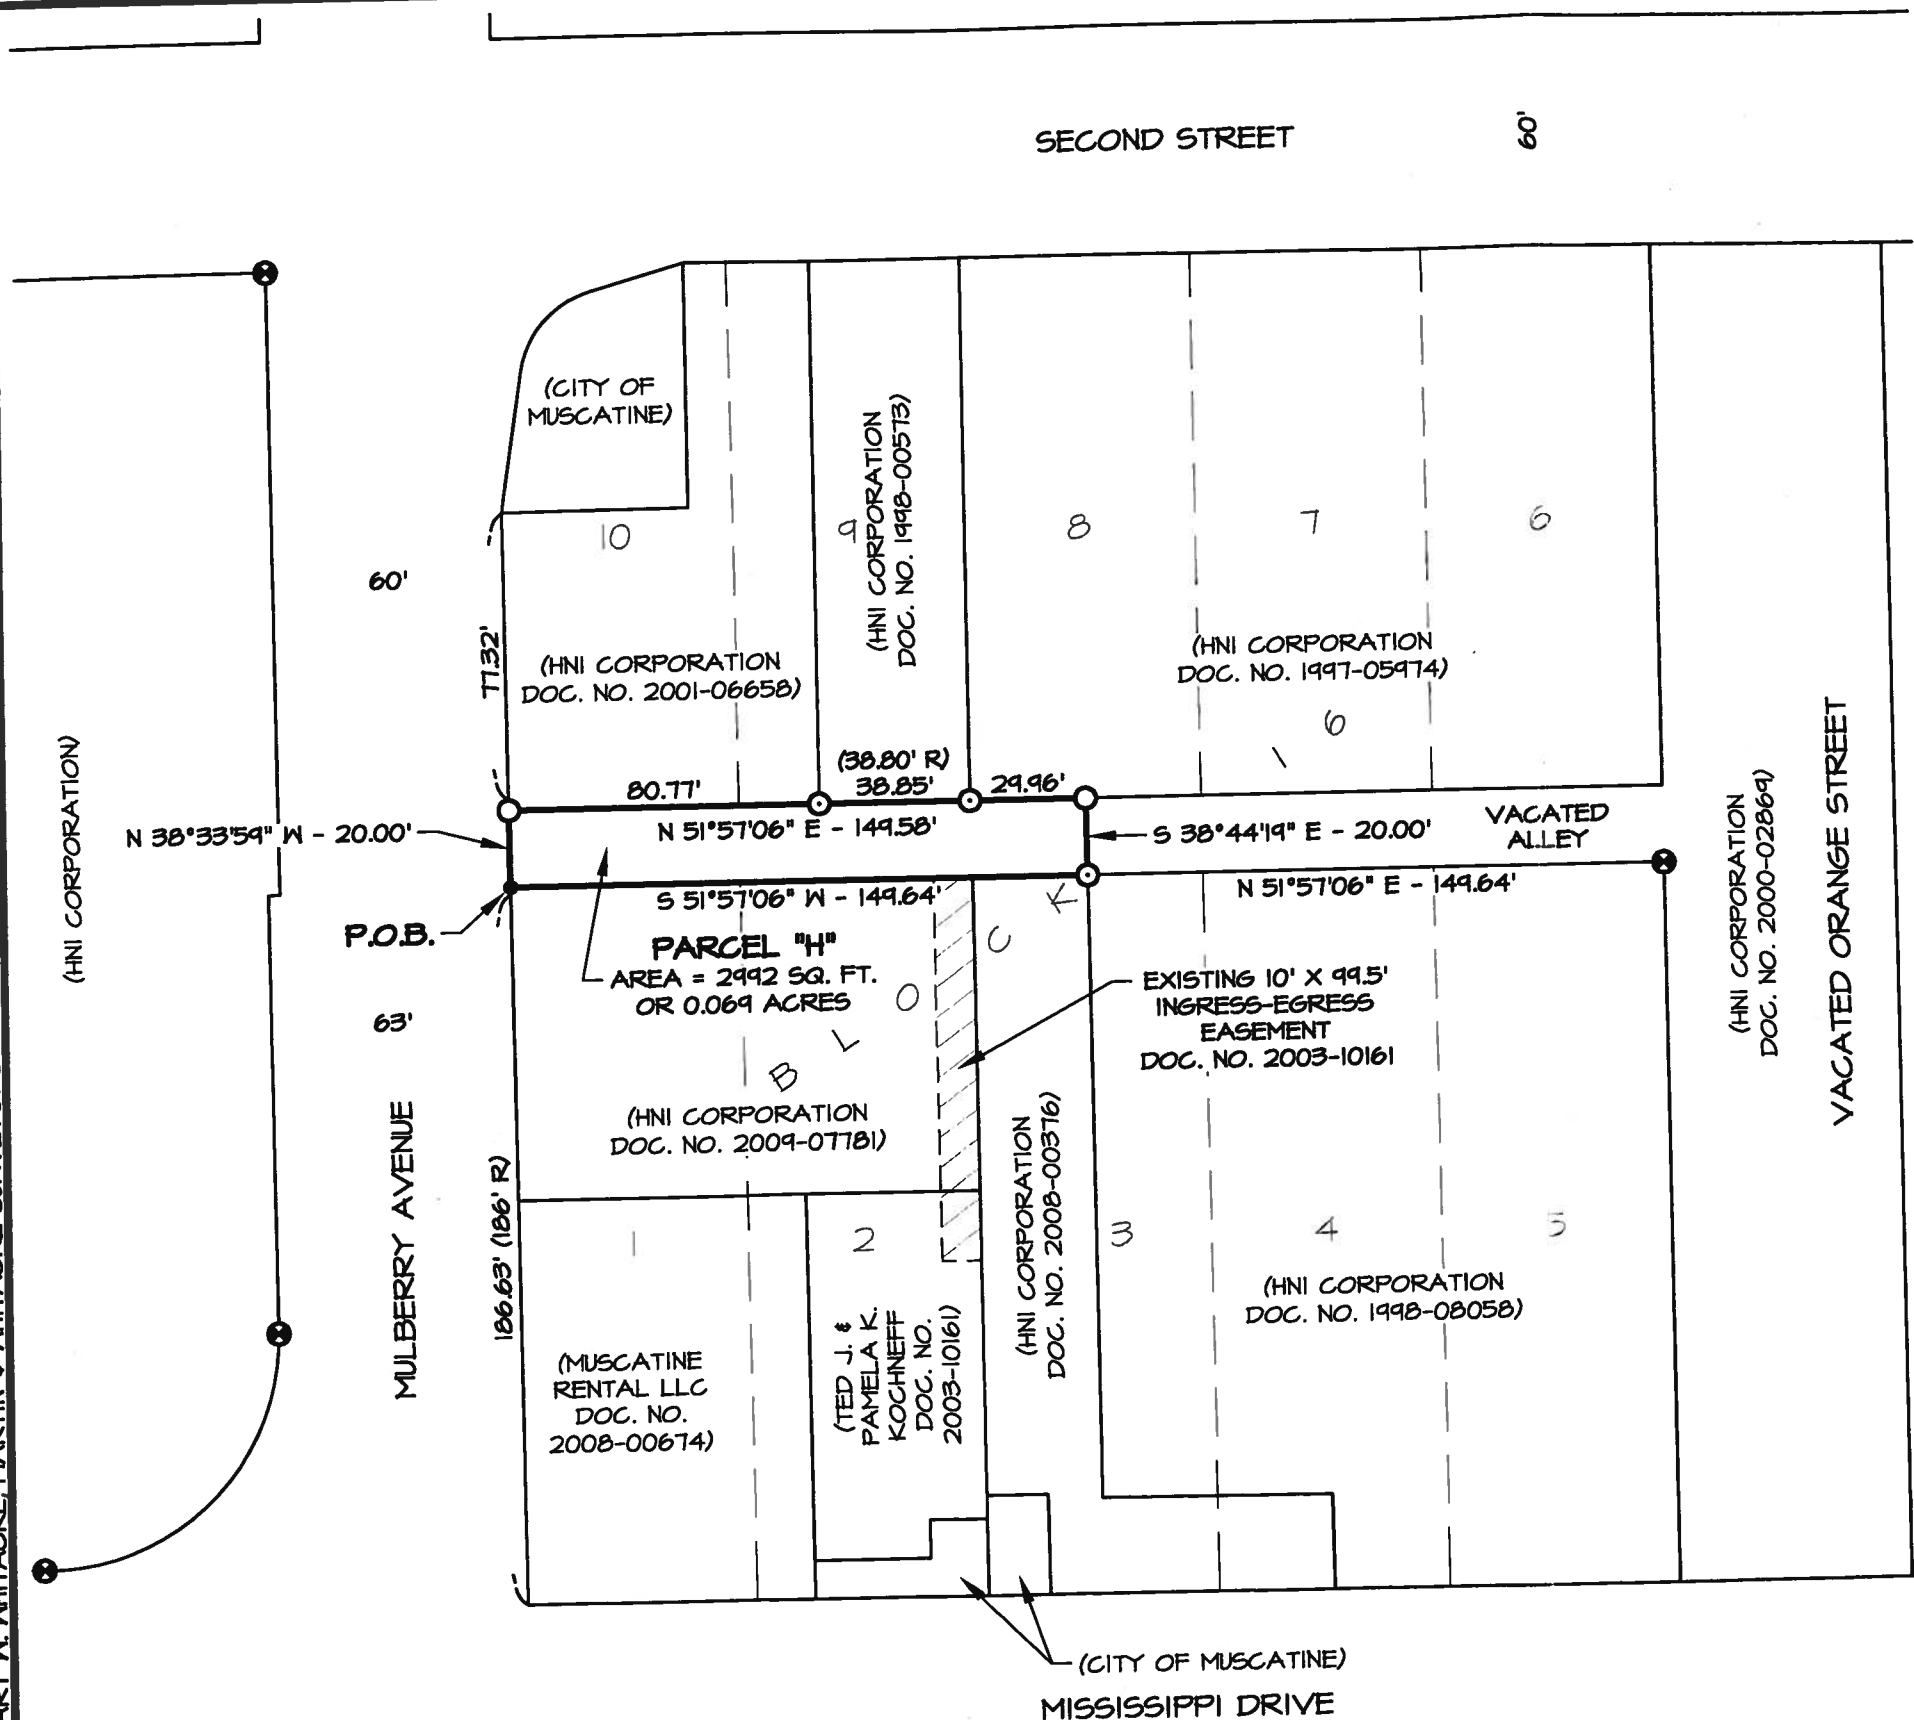 SECOND STREET
60'
(CITY OF
MUSCATINE)
10
9
8
7
6
(HNI CORPORATION
DOC. NO. 1998-00573)
60'
77.32'
(HNI CORPORATION
DOC. NO. 2001-06658)
(HNI CORPORATION
DOC. NO. 1997-05974)
16
(HNI CORPORATION)
(38.80' R)
80.77'
38.85'
29.96'
N 38°33'59" W - 20.00'
N 51°57'06" E - 149.58'
S 38°44'19" E - 20.00'
VACATED
ALLEY
S 51°57'06" W - 149.64'
N 51°57'06" E - 149.64'
P.O.B.
PARCEL "H"
AREA = 2992 SQ. FT.
OR 0.069 ACRES
BLOCK
EXISTING 10' X 99.5'
INGRESS-EGRESS
EASEMENT
DOC. NO. 2003-10161
(HNI CORPORATION
DOC. NO. 2000-02869)
VACATED ORANGE STREET
63'
MULBERRY AVENUE
186.63' (186' R)
(HNI CORPORATION
DOC. NO. 2009-07781)
(HNI CORPORATION
DOC. NO. 2008-00376)
1
2
3
4
5
(HNI CORPORATION
DOC. NO. 1998-08058)
(MUSCATINE
RENTAL LLC
DOC. NO.
2008-00674)
(TED J. &
PAMELA K.
KOCHNEFF
DOC. NO.
2003-10161)
(CITY OF MUSCATINE)
MISSISSIPPI DRIVE